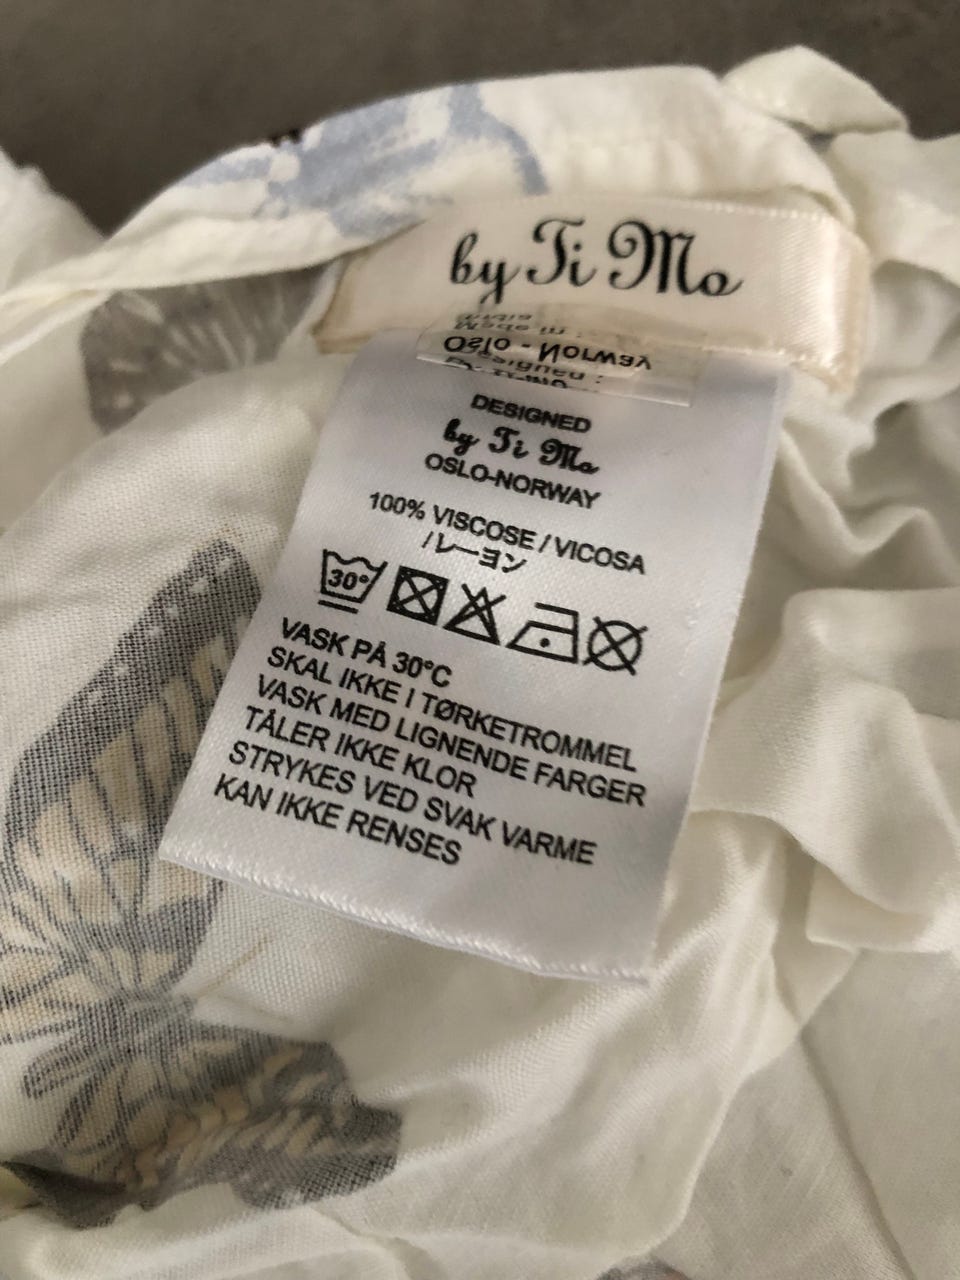 by Ti Mo
Made in
Oslo - Norway
DESIGNED
by Ti Mo
OSLO-NORWAY
100% VISCOSE / VICOSA
/レーヨン
30°
VASK PÅ 30°C
SKAL IKKE I TØRKETROMMEL
VASK MED LIGNENDE FARGER
TÅLER IKKE KLOR
STRYKES VED SVAK VARME
KAN IKKE RENSES